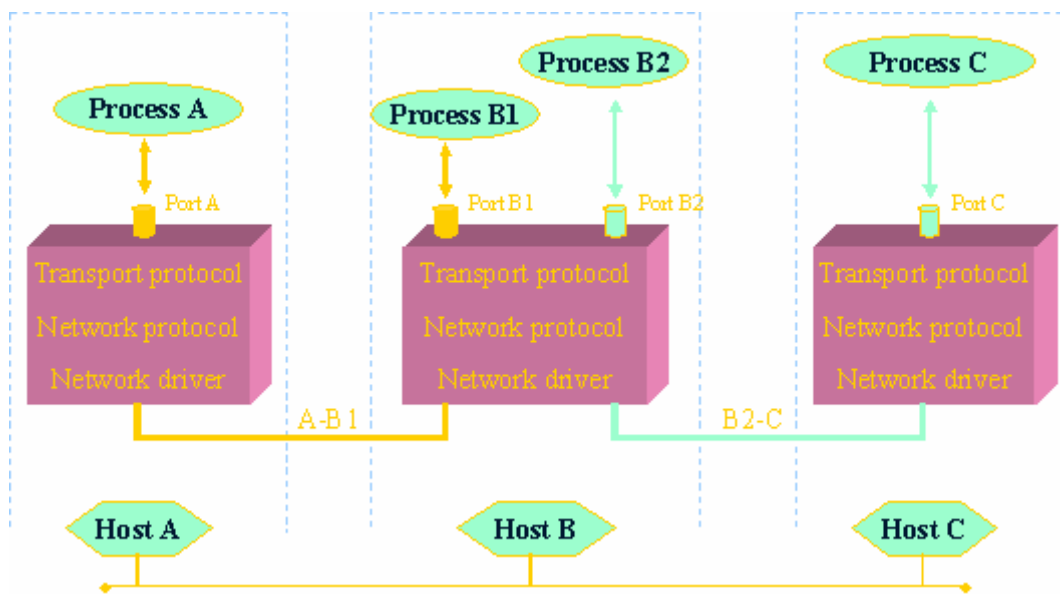 Process B2
Process C
Process A
Process B1
Port A
Port B1
Port B2
Port C
Transport protocol
Network protocol
Network driver
Transport protocol
Network protocol
Network driver
Transport protocol
Network protocol
Network driver
A-B1
B2-C
Host A
Host B
Host C